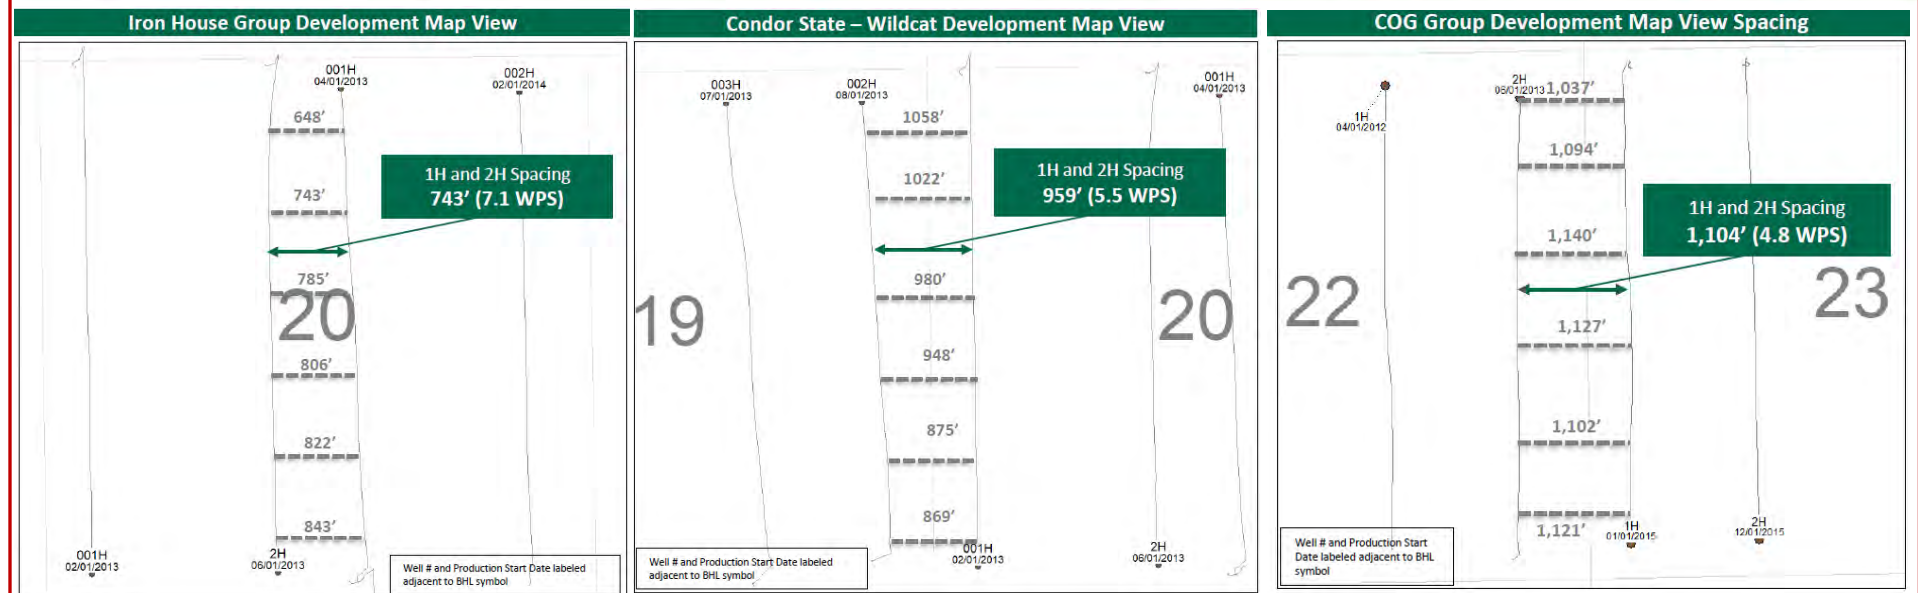 Iron House Group Development Map View
001H
04/01/2013
002H
02/01/2014
648’
743’
1H and 2H Spacing
743’ (7.1 WPS)
785’
20
806’
822’
843’
001H
02/01/2013
2H
06/01/2013
Well # and Production Start Date labeled
adjacent to BHL symbol
Condor State – Wildcat Development Map View
003H
07/01/2013
002H
08/01/2013
001H
04/01/2013
1058’
1022’
1H and 2H Spacing
959’ (5.5 WPS)
980’
19
20
948’
875’
869’
001H
02/01/2013
2H
06/01/2013
Well # and Production Start Date labeled
adjacent to BHL symbol
COG Group Development Map View Spacing
1H
04/01/2012
2H
06/01/2013
1,037’
1,094’
1,140’
1H and 2H Spacing
1,104’ (4.8 WPS)
22
23
1,127’
1,102’
1,121’
1H
01/01/2015
2H
12/01/2015
Well # and Production Start
Date labeled adjacent to BHL
symbol